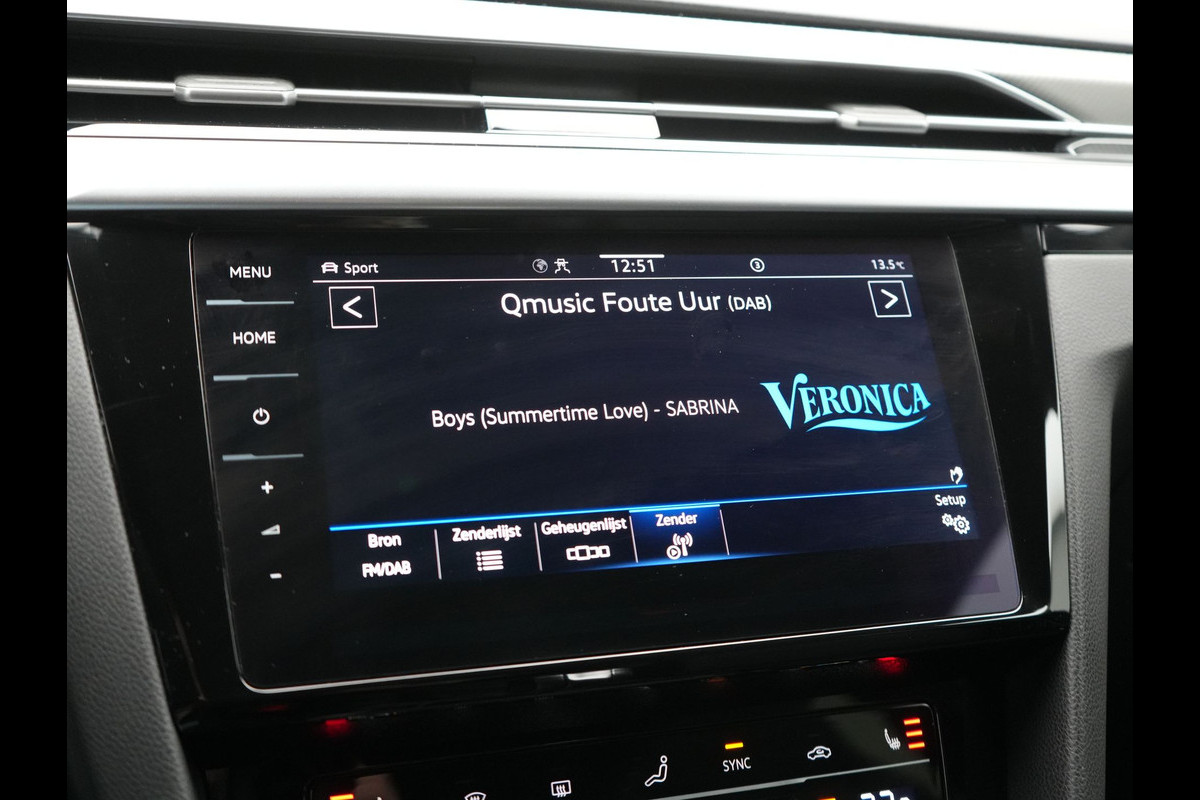 MENU
HOME
Sport
12:51
3
13.5°C
Qmusic Foute Uur (DAB)
Boys (Summertime Love) - SABRINA
VERONICA
Setup
Bron
FM/DAB
Zenderlijst
Geheugenlijst
Zender
SYNC